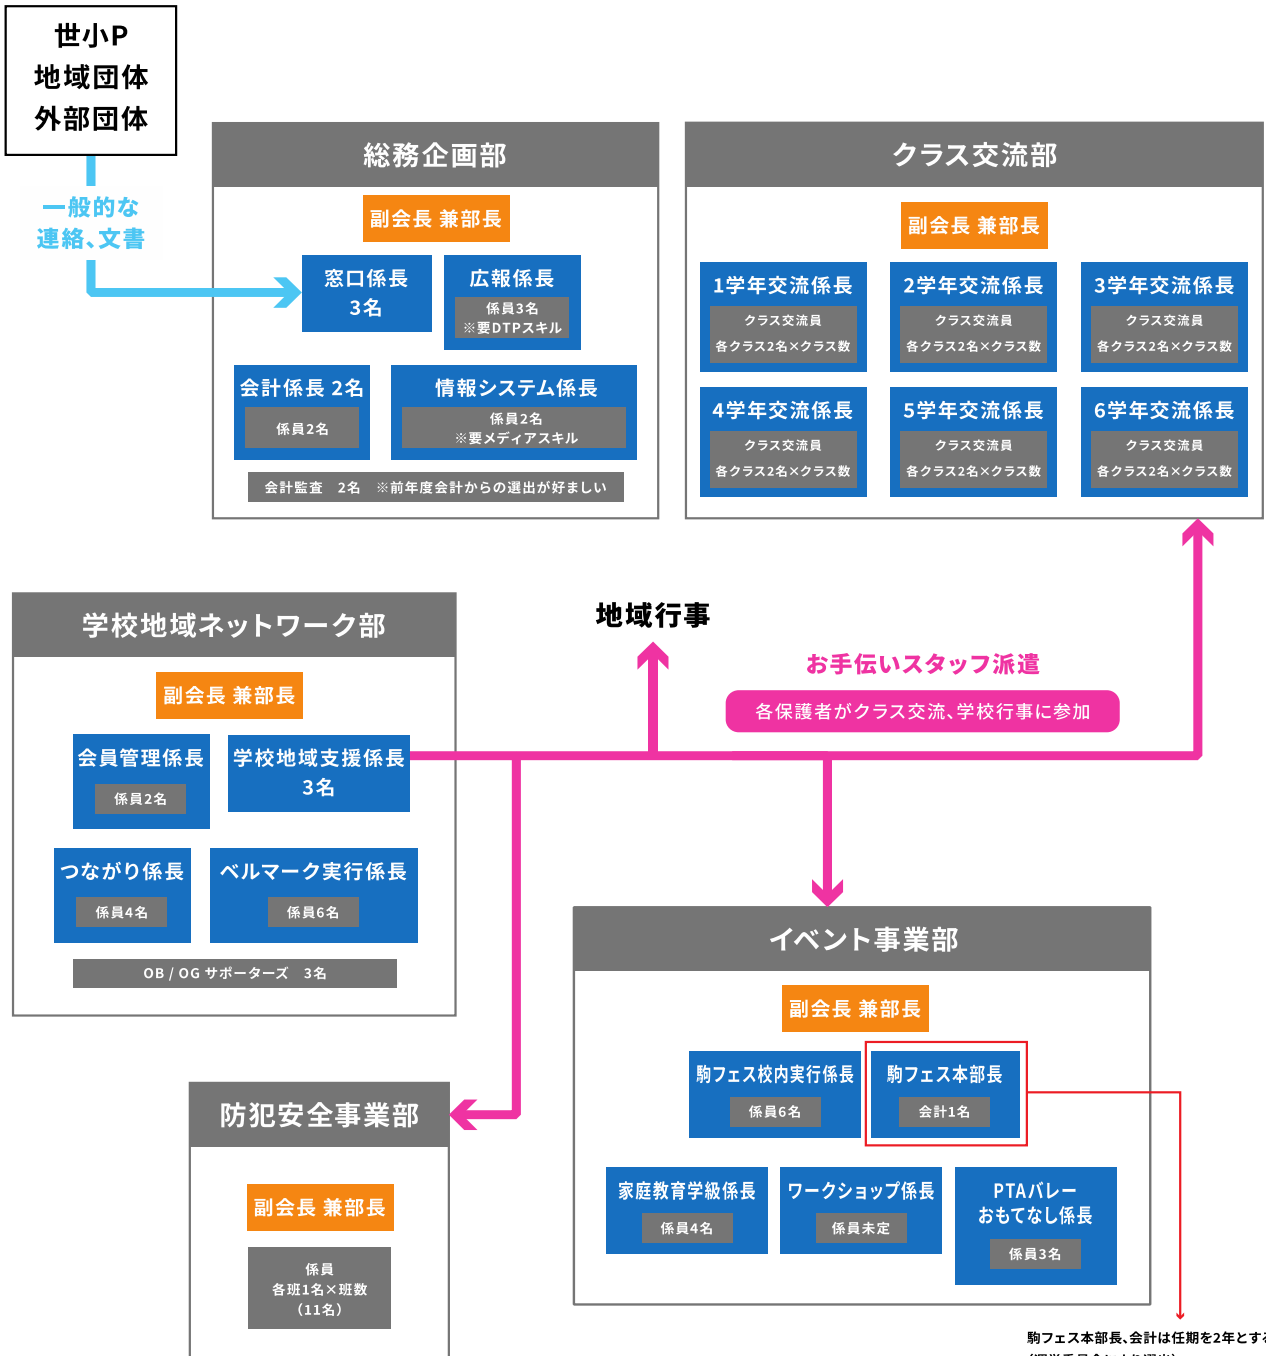 世小P
地域団体
外部団体
一般的な
連絡、文書
総務企画部
副会長 兼部長
窓口係長
3名
広報係長
係員3名
※要DTPスキル
会計係長 2名
係員2名
情報システム係長
係員2名
※要メディアスキル
会計監査　2名　※前年度会計からの選出が好ましい
クラス交流部
副会長 兼部長
1学年交流係長
クラス交流員
各クラス2名×クラス数
2学年交流係長
クラス交流員
各クラス2名×クラス数
3学年交流係長
クラス交流員
各クラス2名×クラス数
4学年交流係長
クラス交流員
各クラス2名×クラス数
5学年交流係長
クラス交流員
各クラス2名×クラス数
6学年交流係長
クラス交流員
各クラス2名×クラス数
学校地域ネットワーク部
副会長 兼部長
会員管理係長
係員2名
学校地域支援係長
3名
つながり係長
係員4名
ベルマーク実行係長
係員6名
OB / OG サポーターズ　3名
地域行事
お手伝いスタッフ派遣
各保護者がクラス交流、学校行事に参加
イベント事業部
副会長 兼部長
駒フェス校内実行係長
係員6名
駒フェス本部長
会計1名
家庭教育学級係長
係員4名
ワークショップ係長
係員未定
PTAバレー
おもてなし係長
係員3名
防犯安全事業部
副会長 兼部長
係員
各班1名×班数
（11名）
駒フェス本部長、会計は任期を2年とする